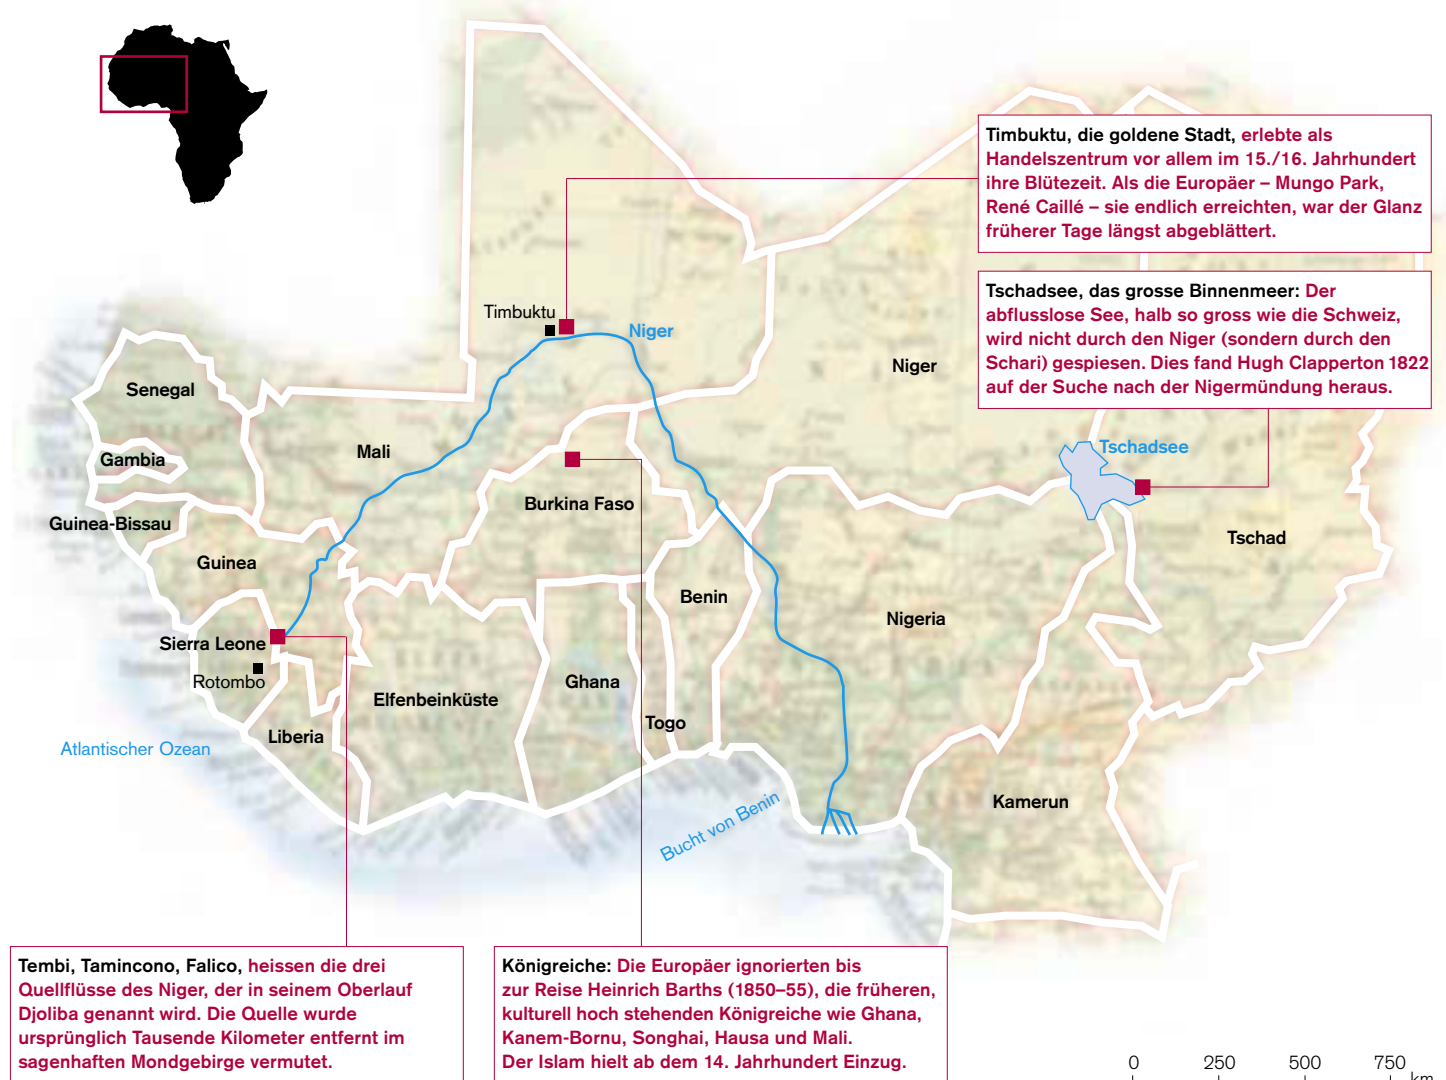 Timbuktu, die goldene Stadt, erlebte als
Handelszentrum vor allem im 15./16. Jahrhundert
ihre Blütezeit. Als die Europäer – Mungo Park,
René Caillé – sie endlich erreichten, war der Glanz
früherer Tage längst abgeblättert.
Tschadsee, das grosse Binnenmeer: Der
abflusslose See, halb so gross wie die Schweiz,
wird nicht durch den Niger (sondern durch den
Schari) gespiesen. Dies fand Hugh Clapperton 1822
auf der Suche nach der Nigermündung heraus.
Timbuktu
Niger
Niger
Senegal
Mali
Tschadsee
Gambia
Burkina Faso
Guinea-Bissau
Tschad
Guinea
Benin
Nigeria
Sierra Leone
Rotombo
Ghana
Elfenbeinküste
Togo
Liberia
Atlantischer Ozean
Kamerun
Bucht von Benin
Tembi, Tamincono, Falico, heissen die drei
Quellflüsse des Niger, der in seinem Oberlauf
Djoliba genannt wird. Die Quelle wurde
ursprünglich Tausende Kilometer entfernt im
sagenhaften Mondgebirge vermutet.
Königreiche: Die Europäer ignorierten bis
zur Reise Heinrich Barths (1850–55), die früheren,
kulturell hoch stehenden Königreiche wie Ghana,
Kanem-Bornu, Songhai, Hausa und Mali.
Der Islam hielt ab dem 14. Jahrhundert Einzug.
0 250 500 750 km